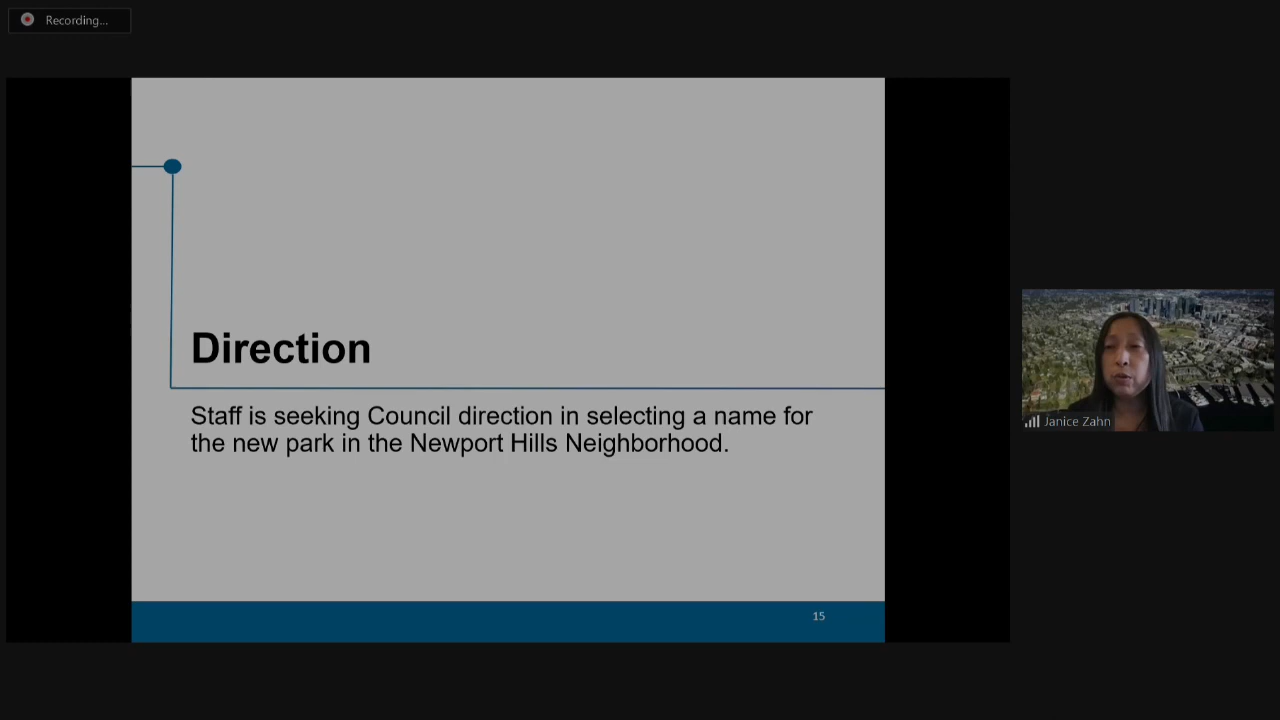 Recording...
Direction
Staff is seeking Council direction in selecting a name for
the new park in the Newport Hills Neighborhood.
Janice Zahn
15